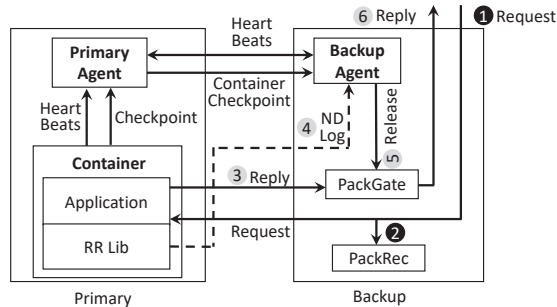 6 Reply
1 Request
Heart
Beats
Primary
Agent
Backup
Agent
Container
Checkpoint
Heart
Beats
Checkpoint
4 ND
Log
Release
5
Container
3 Reply
PackGate
Application
Request
2
RR Lib
PackRec
Primary
Backup